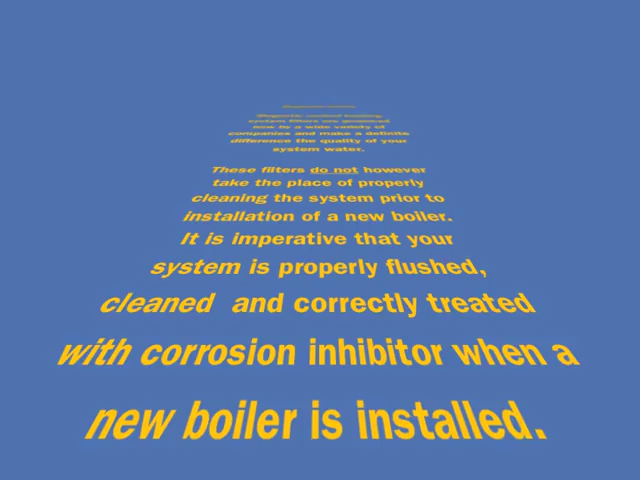 Magnetic central heating
system filters are produced
now by a wide variety of
companies and make a definite
difference the quality of your
system water.
These filters do not however
take the place of properly
cleaning the system prior to
installation of a new boiler.
It is imperative that your
system is properly flushed,
cleaned  and correctly treated
with corrosion inhibitor when a
new boiler is installed.